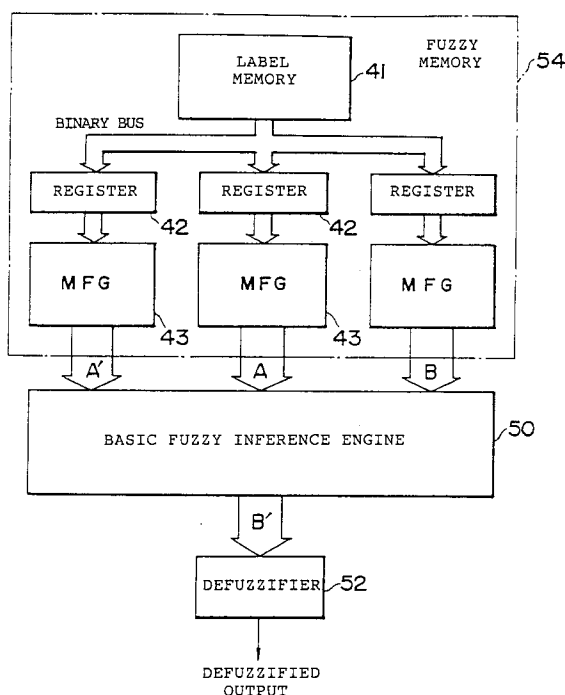 FUZZY
MEMORY
54
LABEL
MEMORY
41
BINARY BUS
REGISTER
REGISTER
REGISTER
42
42
MFG
MFG
MFG
43
43
A′
A
B
BASIC FUZZY INFERENCE ENGINE
50
B′
DEFUZZIFIER
52
DEFUZZIFIED
OUTPUT